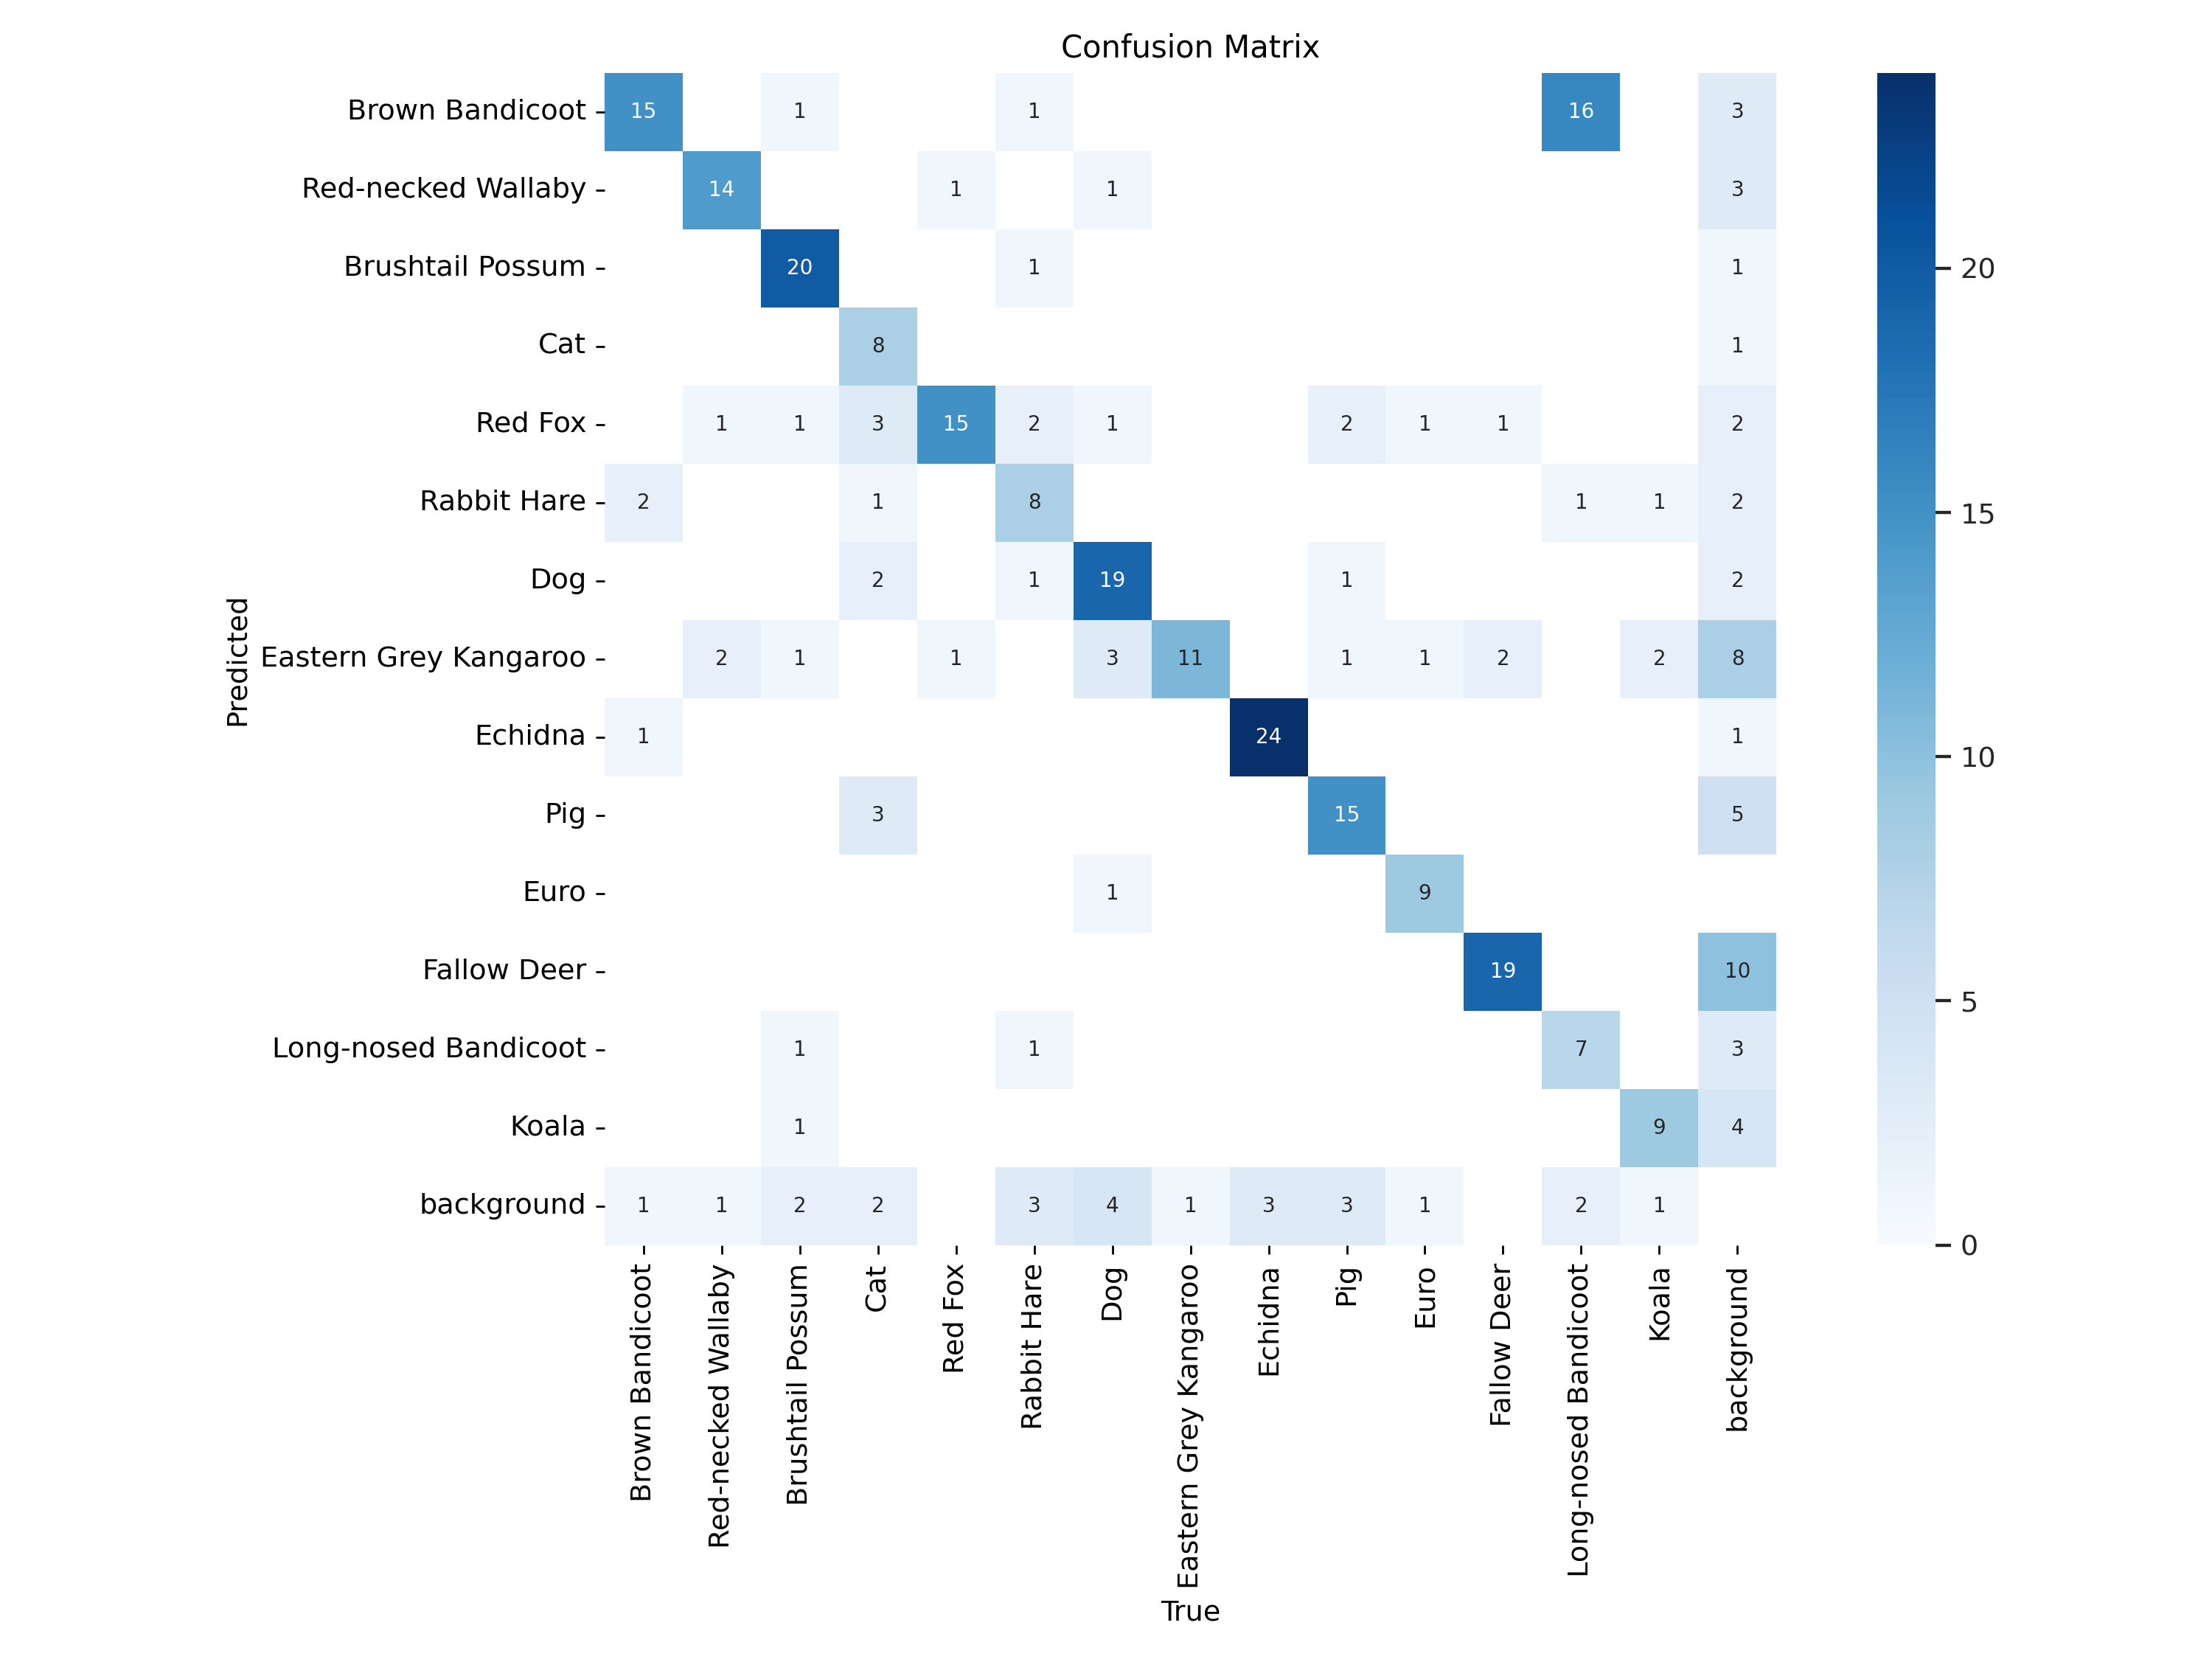 Confusion Matrix
Brown Bandicoot 15 1 1 16 3
Red-necked Wallaby 14 1 1 3
Brushtail Possum 20 1 1
Cat 8 1
Red Fox 1 1 3 15 2 1 2 1 1 2
Rabbit Hare 2 1 8 1 1 2
Dog 2 1 19 1 2
Eastern Grey Kangaroo 2 1 1 3 11 1 1 2 2 8
Echidna 1 24 1
Pig 3 15 5
Euro 1 9
Fallow Deer 19 10
Long-nosed Bandicoot 1 1 7 3
Koala 1 9 4
background 1 1 2 2 3 4 1 3 3 1 2 1
Predicted
Brown Bandicoot
Red-necked Wallaby
Brushtail Possum
Cat
Red Fox
Rabbit Hare
Dog
Eastern Grey Kangaroo
Echidna
Pig
Euro
Fallow Deer
Long-nosed Bandicoot
Koala
background
True
20
15
10
5
0